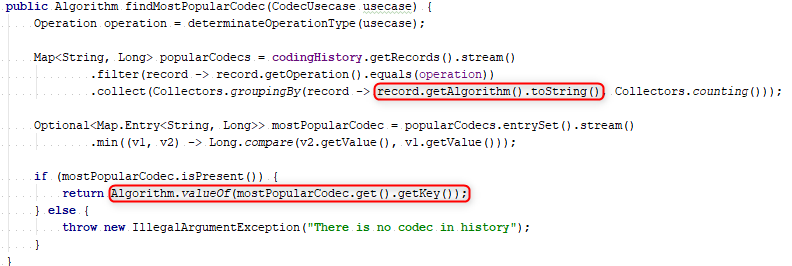 public Algorithm findMostPopularCodec(CodecUsecase usecase) {
    Operation operation = determinateOperationType(usecase);
    Map<String, Long> popularCodecs = codingHistory.getRecords().stream()
            .filter(record -> record.getOperation().equals(operation))
            .collect(Collectors.groupingBy(record -> record.getAlgorithm().toString(), Collectors.counting()));
    Optional<Map.Entry<String, Long>> mostPopularCodec = popularCodecs.entrySet().stream()
            .min((v1, v2) -> Long.compare(v2.getValue(), v1.getValue()));
    if (mostPopularCodec.isPresent()) {
        return Algorithm.valueOf(mostPopularCodec.get().getKey());
    } else {
        throw new IllegalArgumentException("There is no codec in history");
    }
}